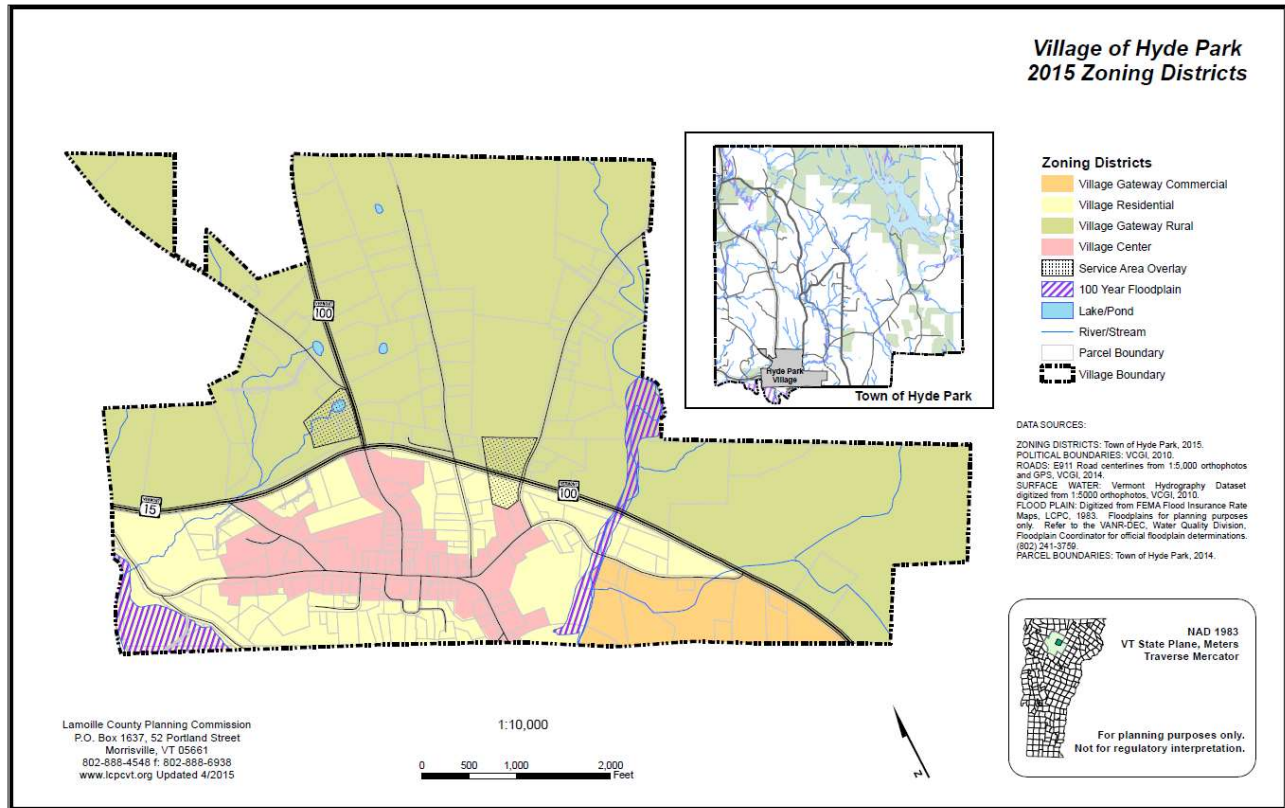 Village of Hyde Park
2015 Zoning Districts
Zoning Districts
Village Gateway Commercial
Village Residential
Village Gateway Rural
Village Center
Service Area Overlay
100 Year Floodplain
Lake/Pond
River/Stream
Parcel Boundary
Village Boundary
Hyde Park
Village
Town of Hyde Park
100
100
15
DATA SOURCES:
ZONING DISTRICTS: Town of Hyde Park, 2015.
POLITICAL BOUNDARIES: VCGI, 2010.
ROADS: E911 Road centerlines from 1:5,000 orthophotos
and GPS, VCGI, 2014.
SURFACE WATER: Vermont Hydrography Dataset
digitized from 1:5000 orthophotos, VCGI, 2010.
FLOOD PLAIN: Digitized from FEMA Flood Insurance Rate
Maps, LCPC, 1983. Floodplains for planning purposes
only. Refer to the VANR-DEC, Water Quality Division,
Floodplain Coordinator for official floodplain determinations.
(802) 241-3759.
PARCEL BOUNDARIES: Town of Hyde Park, 2014.
NAD 1983
VT State Plane, Meters
Traverse Mercator
For planning purposes only.
Not for regulatory interpretation.
Lamoille County Planning Commission
P.O. Box 1637, 52 Portland Street
Morrisville, VT 05661
802-888-4548 f: 802-888-6938
www.lcpcvt.org Updated 4/2015
1:10,000
0 500 1,000 2,000
Feet
N